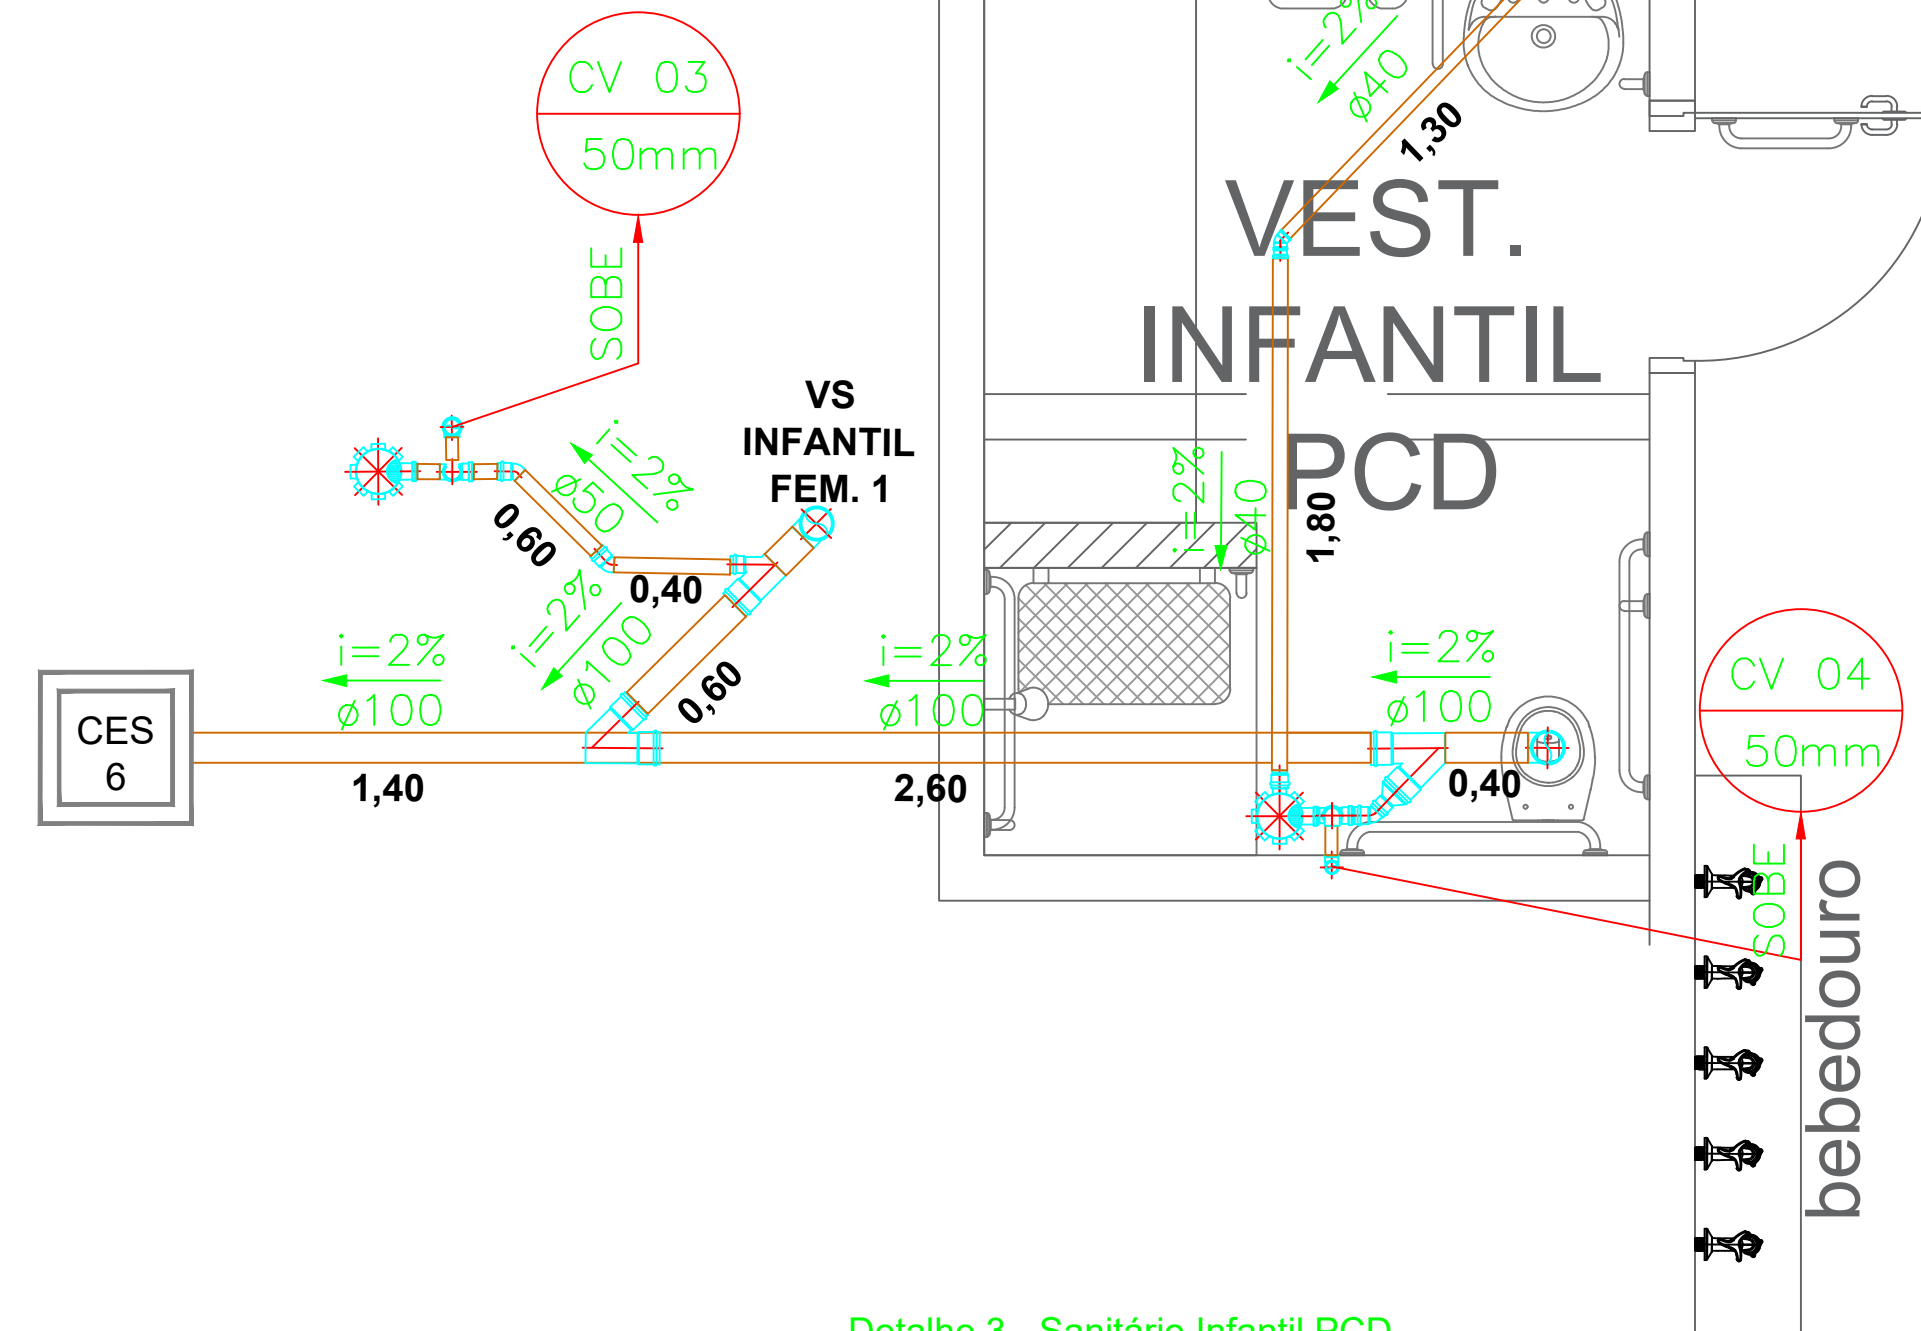 CV 03
50mm
SOBE
i=2%
ø40
1,30
VEST.
INFANTIL
PCD
VS
INFANTIL
FEM. 1
i=2%
ø50
0,60
0,40
i=2%
ø100
0,60
i=2%
ø40
1,80
i=2%
ø100
1,40
CES
6
i=2%
ø100
2,60
i=2%
ø100
0,40
CV 04
50mm
SOBE
bebedouro
Detalhe 3 - Sanitário Infantil PCD